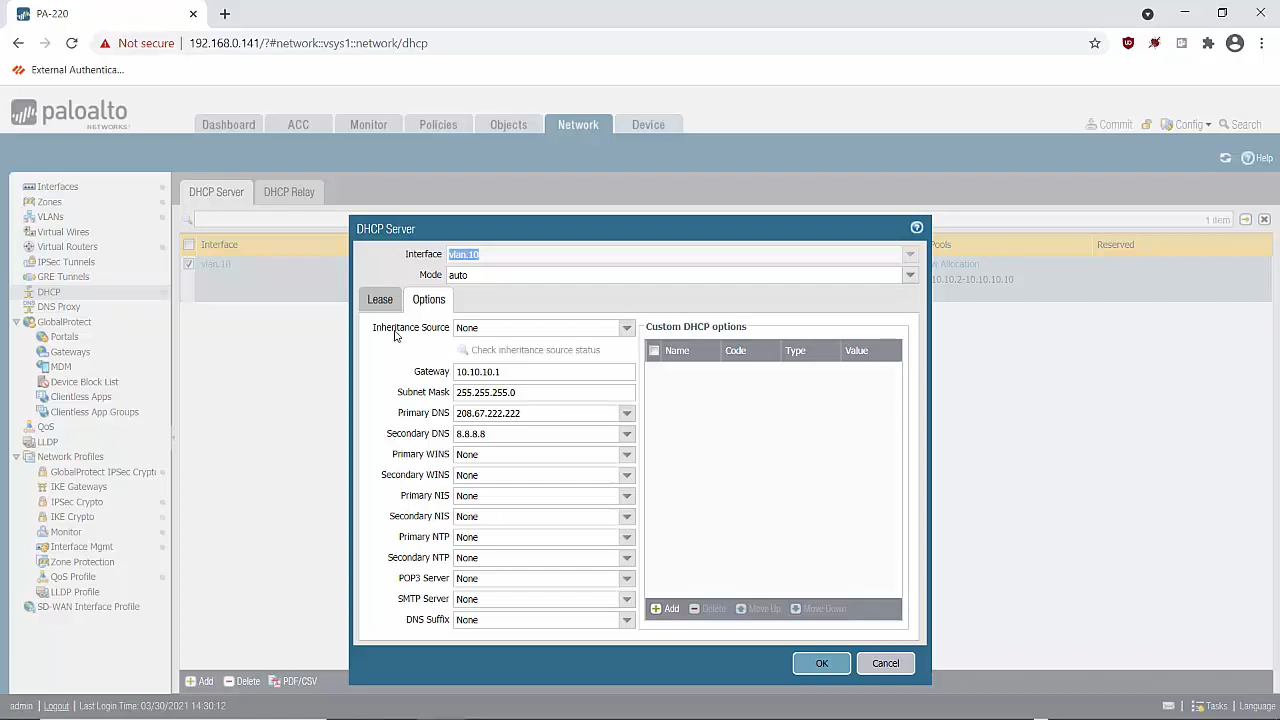 PA-220
Not secure
192.168.0.141/?#network::vsys1::network/dhcp
External Authentica...
paloalto
NETWORKS
Dashboard
ACC
Monitor
Policies
Objects
Network
Device
Commit
Config
Search
Help
Interfaces
Zones
VLANs
Virtual Wires
Virtual Routers
IPSec Tunnels
GRE Tunnels
DHCP
DNS Proxy
GlobalProtect
Portals
Gateways
MDM
Device Block List
Clientless Apps
Clientless App Groups
QoS
LLDP
Network Profiles
GlobalProtect IPSec Crypto
IKE Gateways
IPSec Crypto
IKE Crypto
Monitor
Interface Mgmt
Zone Protection
QoS Profile
LLDP Profile
SD-WAN Interface Profile
DHCP Server
DHCP Relay
1 item
Interface
Pools
Reserved
vlan.10
Allocation
10.10.2-10.10.10.10
DHCP Server
Interface vlan.10
Mode auto
Lease
Options
Inheritance Source None
Check inheritance source status
Gateway 10.10.10.1
Subnet Mask 255.255.255.0
Primary DNS 208.67.222.222
Secondary DNS 8.8.8.8
Primary WINS None
Secondary WINS None
Primary NIS None
Secondary NIS None
Primary NTP None
Secondary NTP None
POP3 Server None
SMTP Server None
DNS Suffix None
Custom DHCP options
Name Code Type Value
Add Delete Move Up Move Down
OK
Cancel
Add Delete PDF/CSV
admin | Logout | Last Login Time: 03/30/2021 14:30:12
Tasks | Language